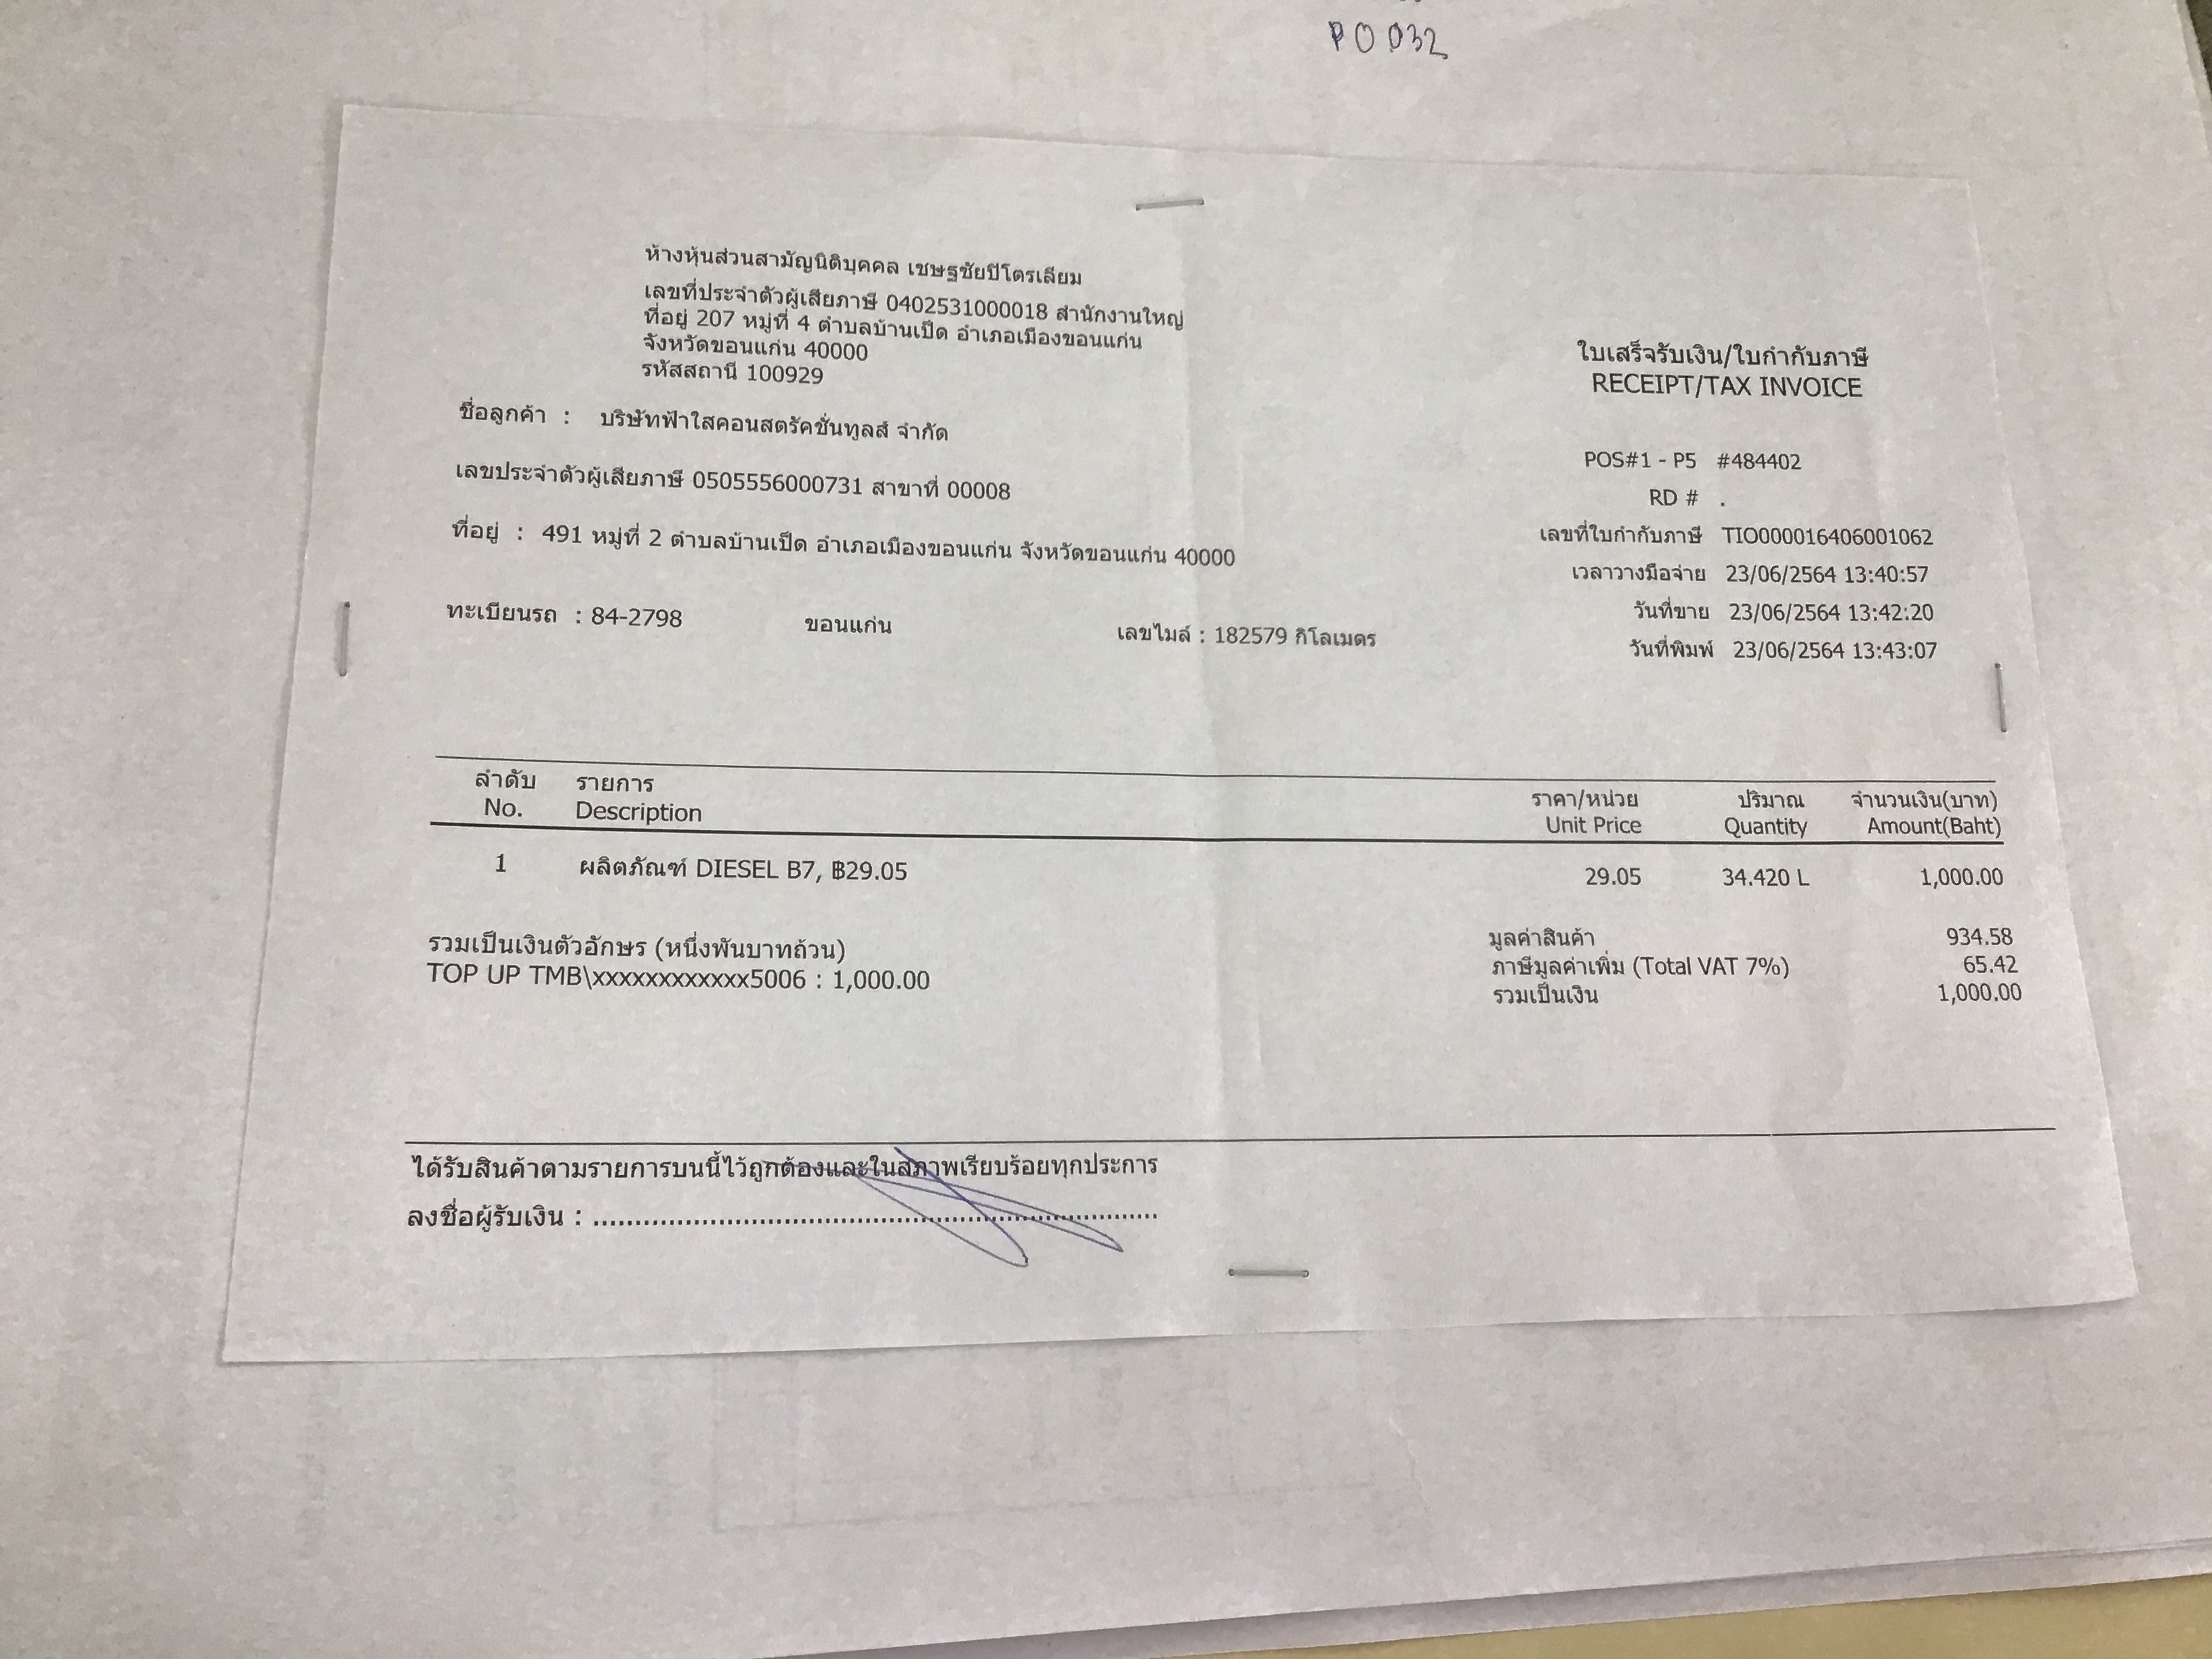 PO 032
ห้างหุ้นส่วนสามัญนิติบุคคล เชษฐชัยปิโตรเลียม
เลขที่ประจำตัวผู้เสียภาษี 0402531000018 สำนักงานใหญ่
ที่อยู่ 207 หมู่ที่ 4 ตำบลบ้านเป็ด อำเภอเมืองขอนแก่น
จังหวัดขอนแก่น 40000
รหัสสถานี 100929
ใบเสร็จรับเงิน/ใบกำกับภาษี
RECEIPT/TAX INVOICE
ชื่อลูกค้า : บริษัทฟ้าใสคอนสตรัคชั่นทูลส์ จำกัด
เลขประจำตัวผู้เสียภาษี 0505556000731 สาขาที่ 00008
ที่อยู่ : 491 หมู่ที่ 2 ตำบลบ้านเป็ด อำเภอเมืองขอนแก่น จังหวัดขอนแก่น 40000
ทะเบียนรถ : 84-2798 ขอนแก่น เลขไมล์ : 182579 กิโลเมตร
POS#1 - P5 #484402
RD # .
เลขที่ใบกำกับภาษี TIO000016406001062
เวลาวางมือจ่าย 23/06/2564 13:40:57
วันที่ขาย 23/06/2564 13:42:20
วันที่พิมพ์ 23/06/2564 13:43:07
ลำดับ รายการ ราคา/หน่วย ปริมาณ จำนวนเงิน(บาท)
No. Description Unit Price Quantity Amount(Baht)
1 ผลิตภัณฑ์ DIESEL B7, ฿29.05 29.05 34.420 L 1,000.00
รวมเป็นเงินตัวอักษร (หนึ่งพันบาทถ้วน)
TOP UP TMB\xxxxxxxxxxxx5006 : 1,000.00
มูลค่าสินค้า 934.58
ภาษีมูลค่าเพิ่ม (Total VAT 7%) 65.42
รวมเป็นเงิน 1,000.00
ได้รับสินค้าตามรายการบนนี้ไว้ถูกต้องและในสภาพเรียบร้อยทุกประการ
ลงชื่อผู้รับเงิน : ....................................................................